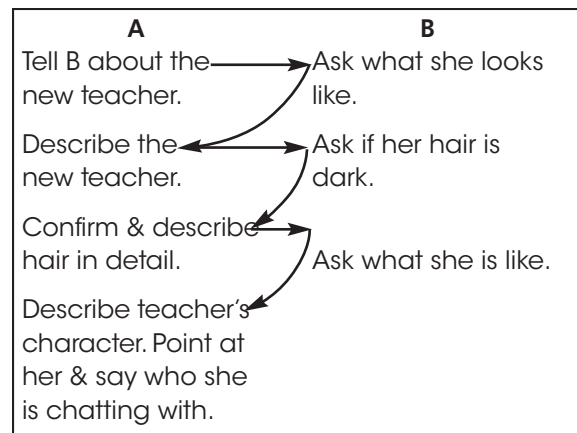 A
B
Tell B about the
new teacher.
Ask what she looks
like.
Describe the
new teacher.
Ask if her hair is
dark.
Confirm & describe
hair in detail.
Ask what she is like.
Describe teacher's
character. Point at
her & say who she
is chatting with.